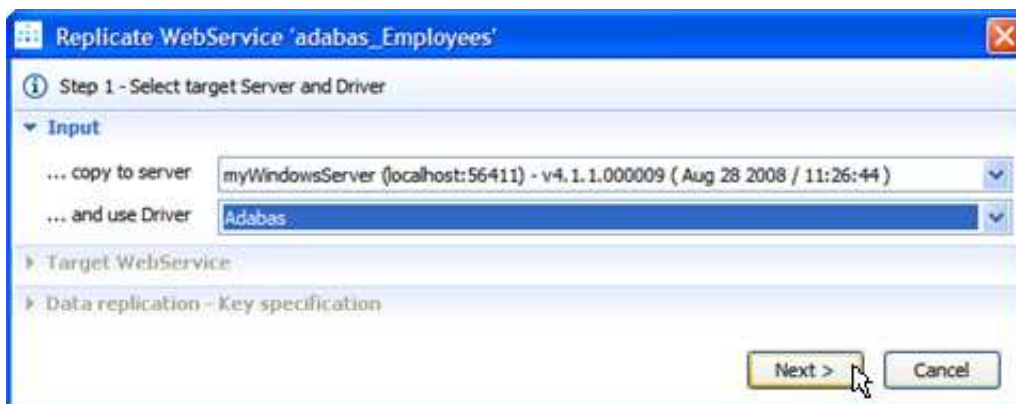 Replicate WebService 'adabas_Employees'
Step 1 - Select target Server and Driver
Input
... copy to server myWindowsServer (localhost:56411) - v4.1.1.000009 ( Aug 28 2008 / 11:26:44 )
... and use Driver Adabas
Target WebService
Data replication - Key specification
Next > Cancel